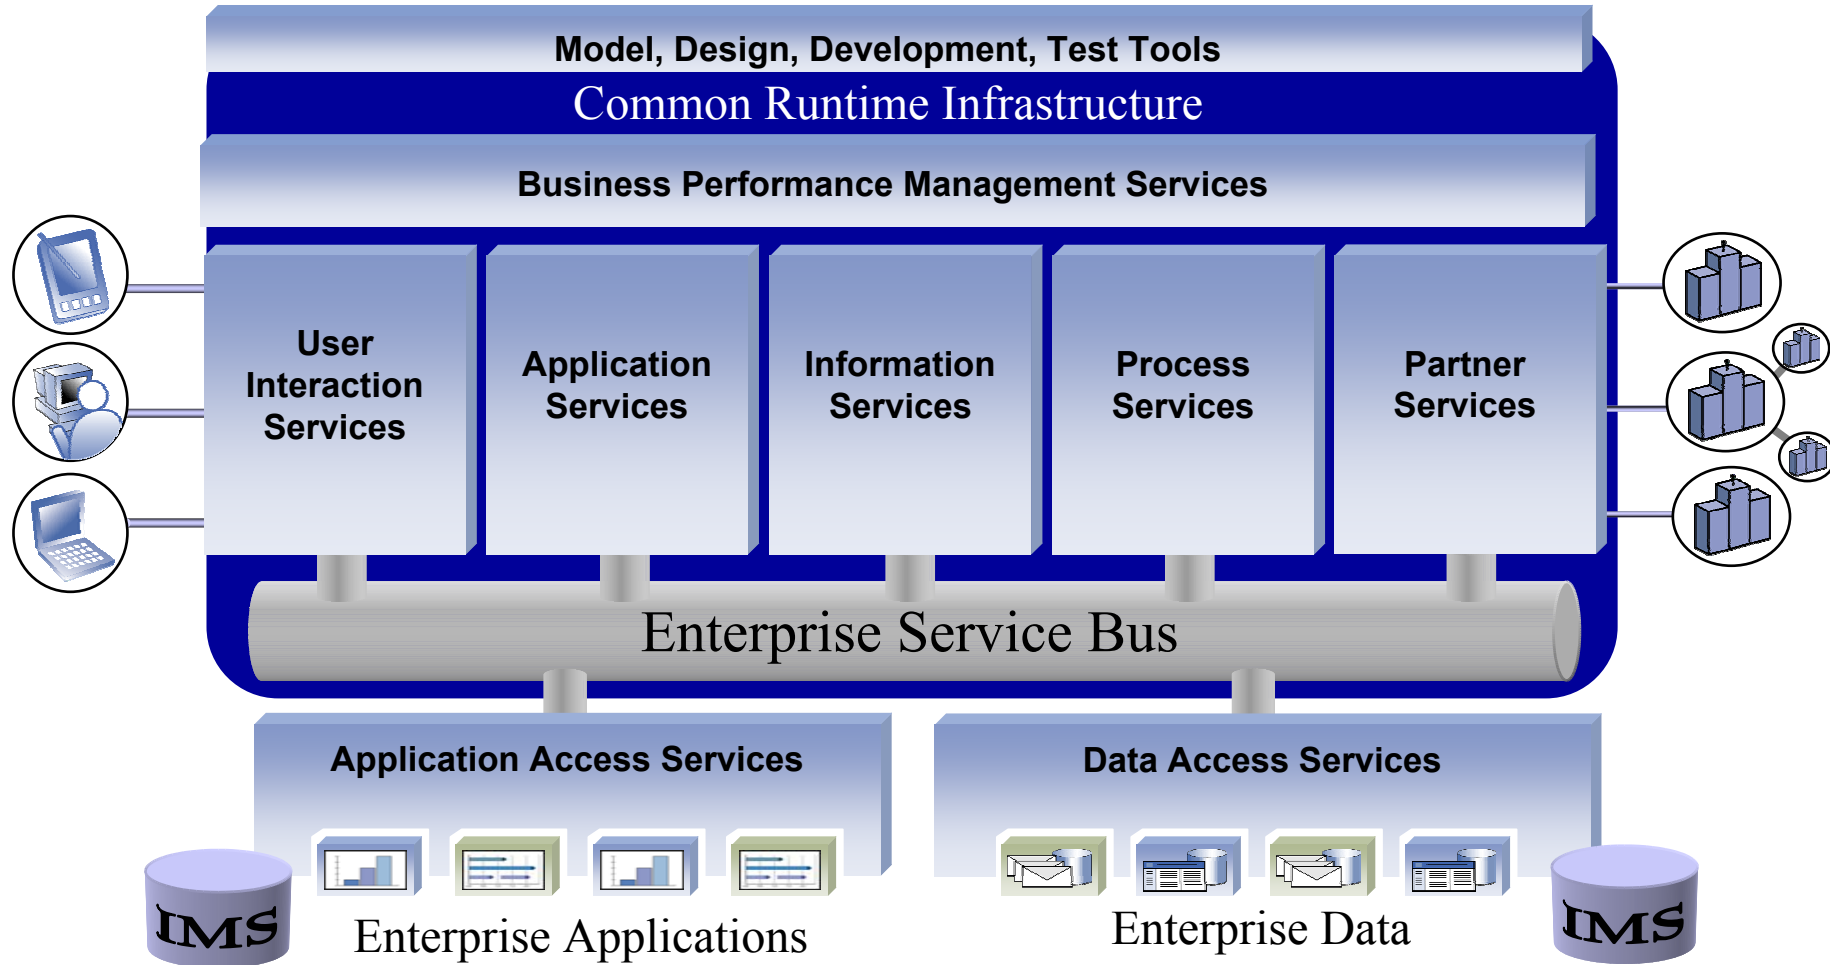 Model, Design, Development, Test Tools
Common Runtime Infrastructure
Business Performance Management Services
User
Interaction
Services
Application
Services
Information
Services
Process
Services
Partner
Services
Enterprise Service Bus
Application Access Services
Data Access Services
IMS
Enterprise Applications
Enterprise Data
IMS